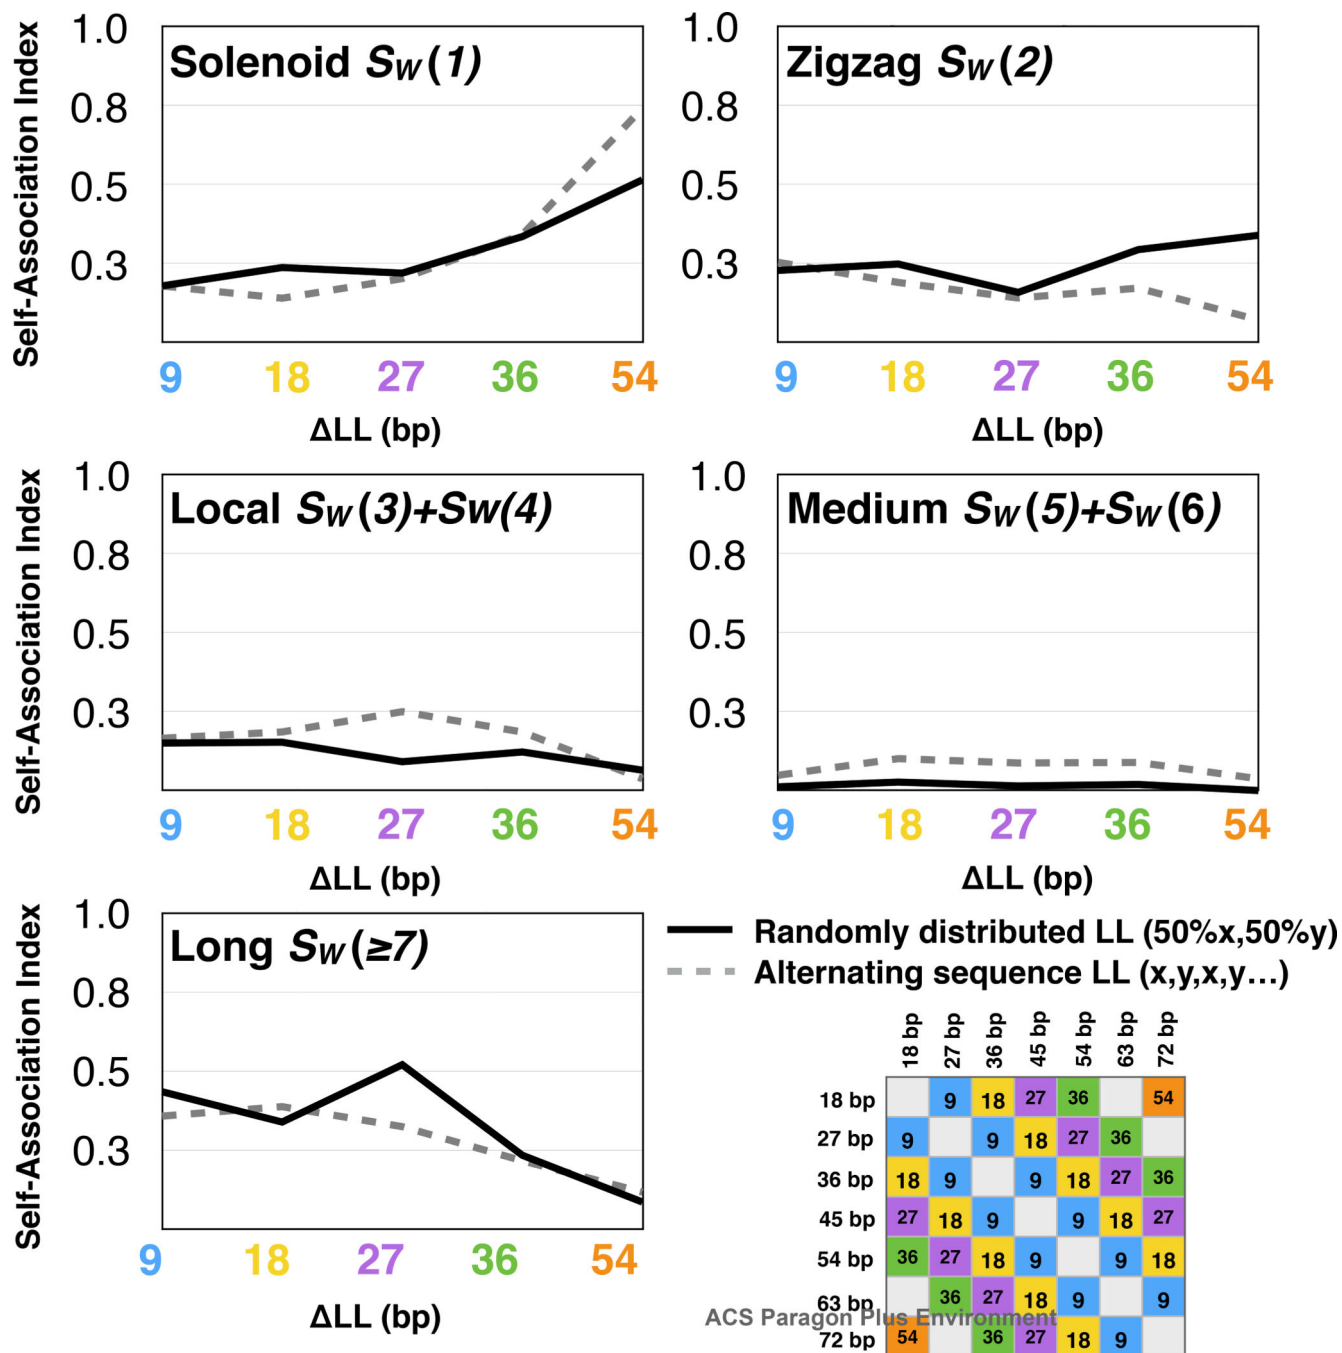 Solenoid SW(1)
Self-Association Index
1.0
0.8
0.5
0.3
9 18 27 36 54
ΔLL (bp)
Zigzag SW(2)
1.0
0.8
0.5
0.3
9 18 27 36 54
ΔLL (bp)
Local SW(3)+Sw(4)
Self-Association Index
1.0
0.8
0.5
0.3
9 18 27 36 54
ΔLL (bp)
Medium SW(5)+SW(6)
1.0
0.8
0.5
0.3
9 18 27 36 54
ΔLL (bp)
Long SW(≥7)
Self-Association Index
1.0
0.8
0.5
0.3
9 18 27 36 54
ΔLL (bp)
Randomly distributed LL (50%x,50%y)
Alternating sequence LL (x,y,x,y...)
18 bp 27 bp 36 bp 45 bp 54 bp 63 bp 72 bp
18 bp 9 18 27 36 54
27 bp 9 9 18 27 36
36 bp 18 9 9 18 27 36
45 bp 27 18 9 9 18 27
54 bp 36 27 18 9 9 18
63 bp 36 27 18 9 9
ACS Paragon Plus Environment
72 bp 54 36 27 18 9